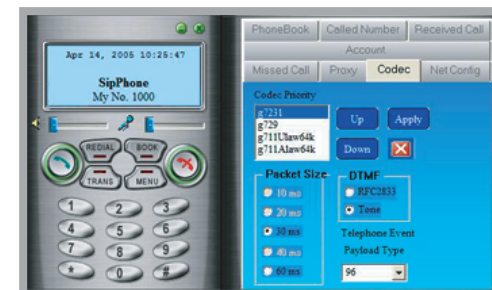 Apr 14, 2005 10:25:47
SipPhone
My No. 1000
REDIAL BOOK
TRANS MENU
1 2 3
4 5 6
7 8 9
* 0 #
PhoneBook Called Number Received Call
Account
Missed Call Proxy Codec Net Config
Codec Priority
g7231
g729
g711Ulaw64k
g711Alaw64k
Up Apply
Down
Packet Size
10 ms
20 ms
30 ms
40 ms
60 ms
DTMF
RFC2833
Tone
Telephone Event
Payload Type
96